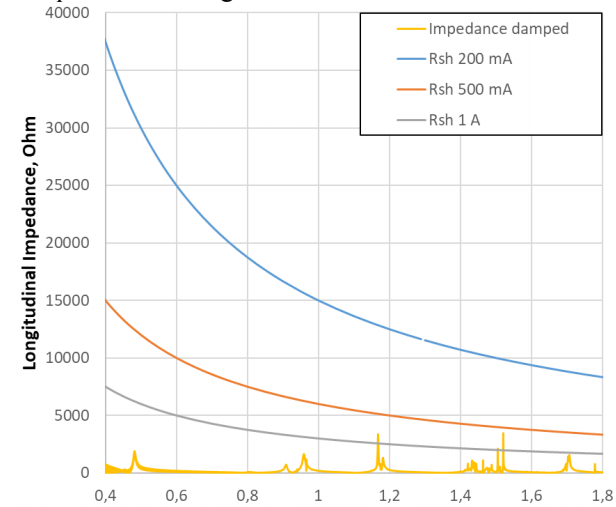 40000
35000
30000
25000
20000
15000
10000
5000
0
Longitudinal Impedance, Ohm
Impedance damped
Rsh 200 mA
Rsh 500 mA
Rsh 1 A
0,4 0,6 0,8 1 1,2 1,4 1,6 1,8